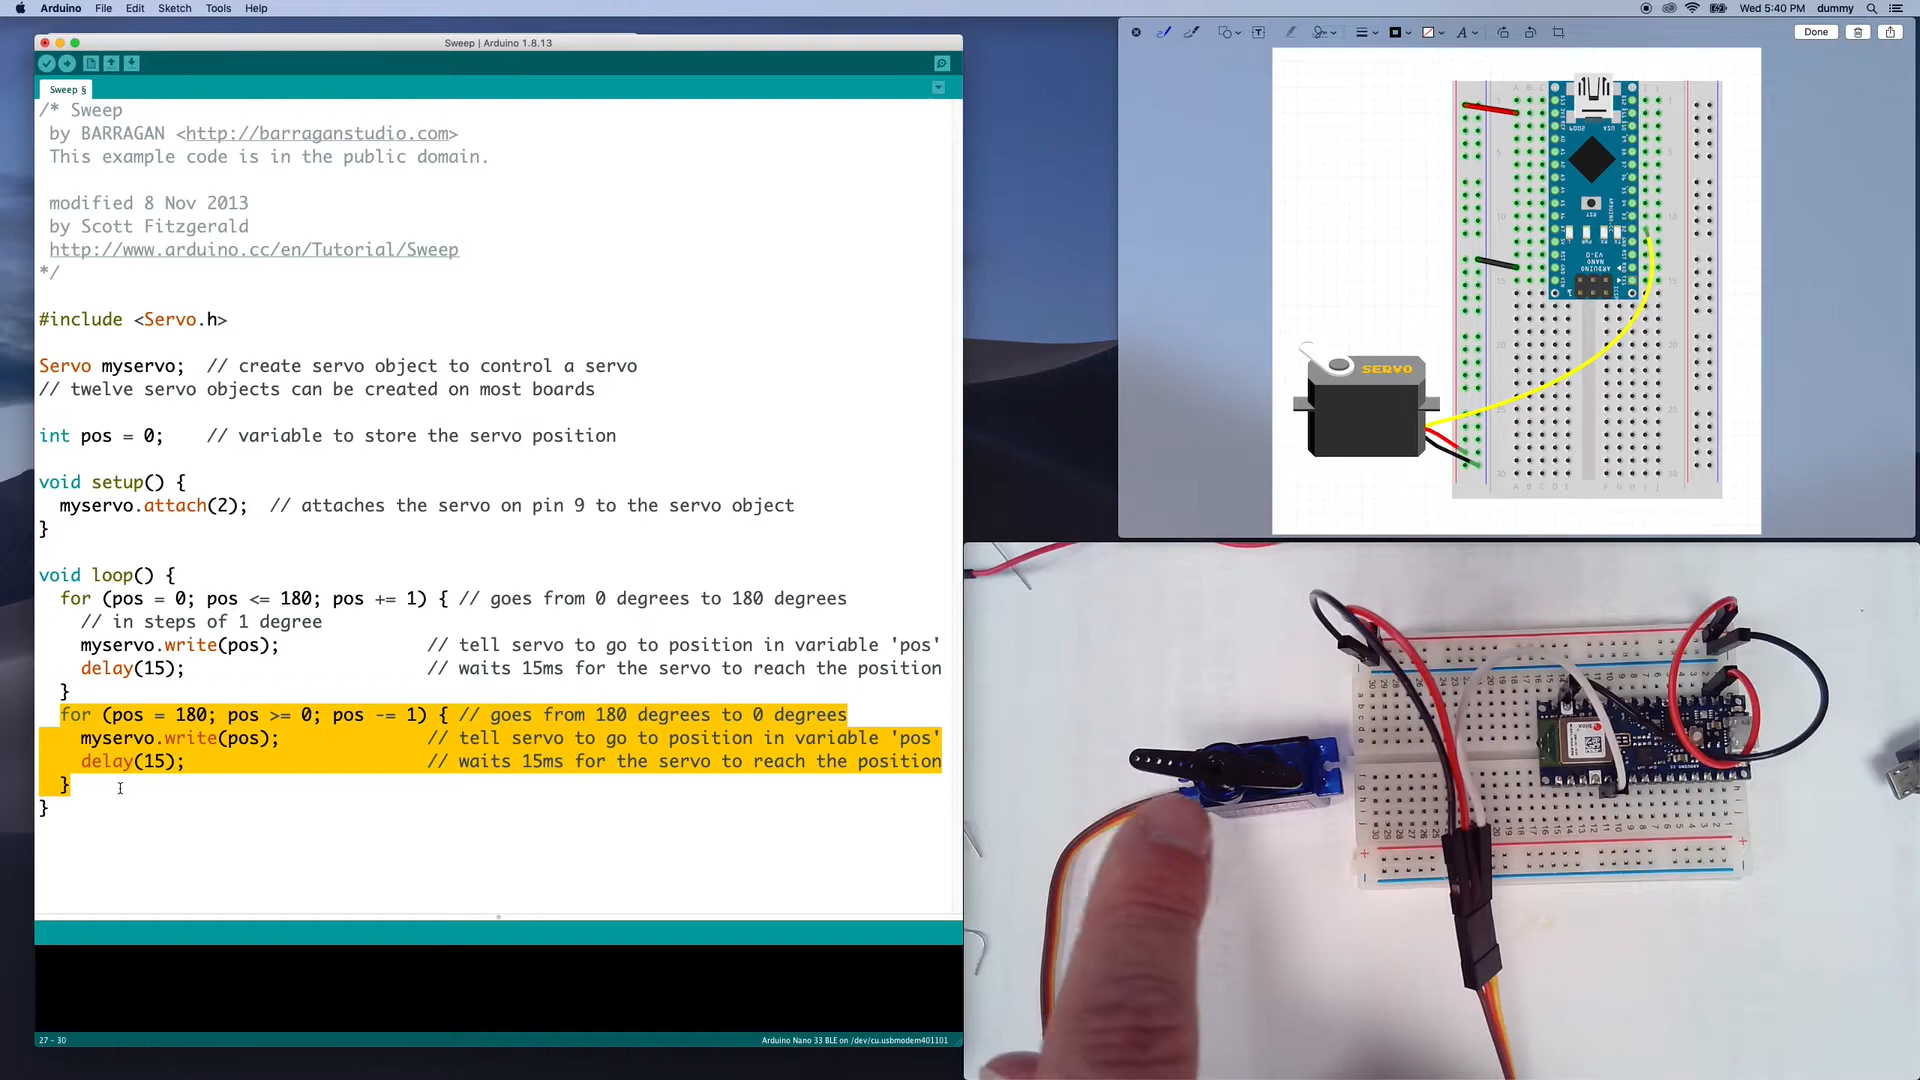 Arduino File Edit Sketch Tools Help
Wed 5:40 PM dummy
Sweep | Arduino 1.8.13
Done
Sweep §
/* Sweep
by BARRAGAN <http://barraganstudio.com>
This example code is in the public domain.
modified 8 Nov 2013
by Scott Fitzgerald
http://www.arduino.cc/en/Tutorial/Sweep
*/
#include <Servo.h>
Servo myservo;  // create servo object to control a servo
// twelve servo objects can be created on most boards
int pos = 0;    // variable to store the servo position
void setup() {
myservo.attach(2);  // attaches the servo on pin 9 to the servo object
}
void loop() {
for (pos = 0; pos <= 180; pos += 1) { // goes from 0 degrees to 180 degrees
// in steps of 1 degree
myservo.write(pos);              // tell servo to go to position in variable 'pos'
delay(15);                       // waits 15ms for the servo to reach the position
}
for (pos = 180; pos >= 0; pos -= 1) { // goes from 180 degrees to 0 degrees
myservo.write(pos);              // tell servo to go to position in variable 'pos'
delay(15);                       // waits 15ms for the servo to reach the position
}
}
27 - 30
Arduino Nano 33 BLE on /dev/cu.usbmodem401101
SERVO